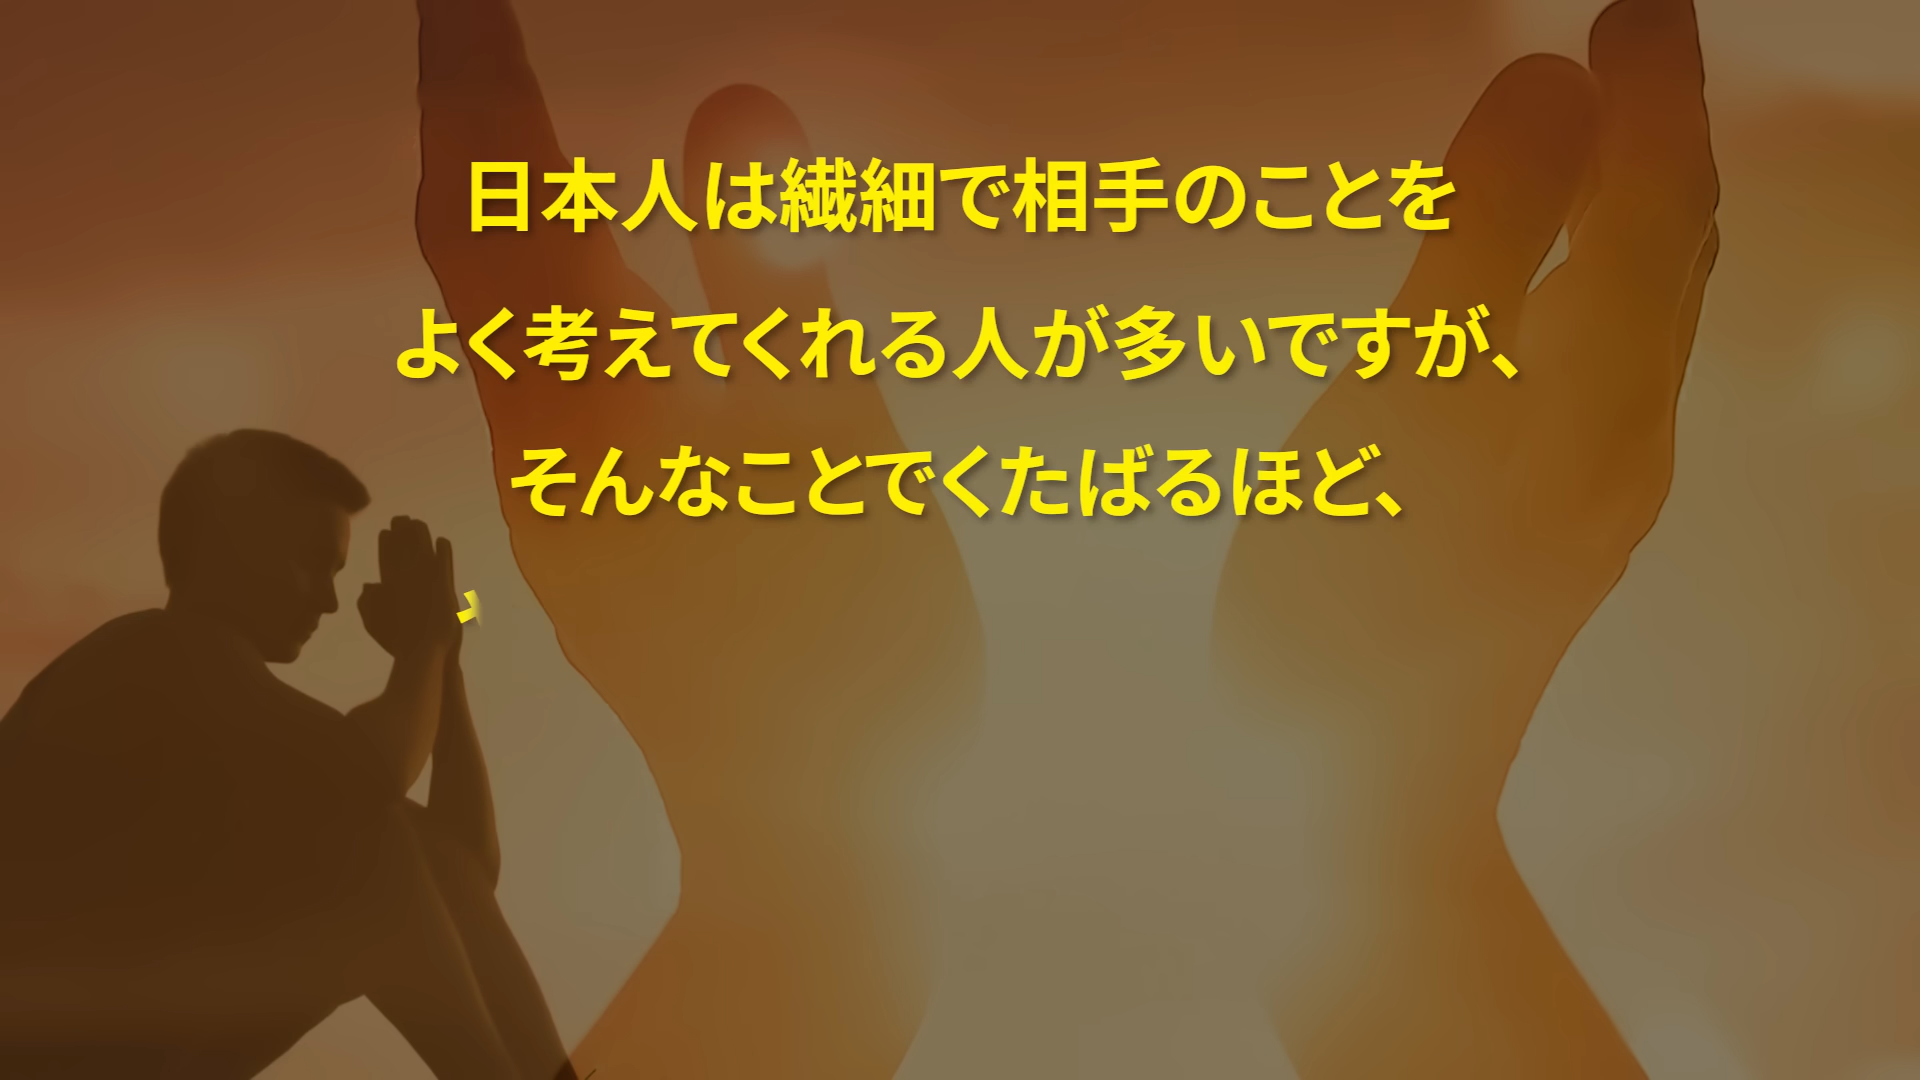 日本人は繊細で相手のことを
よく考えてくれる人が多いですが、
そんなことでくたばるほど、